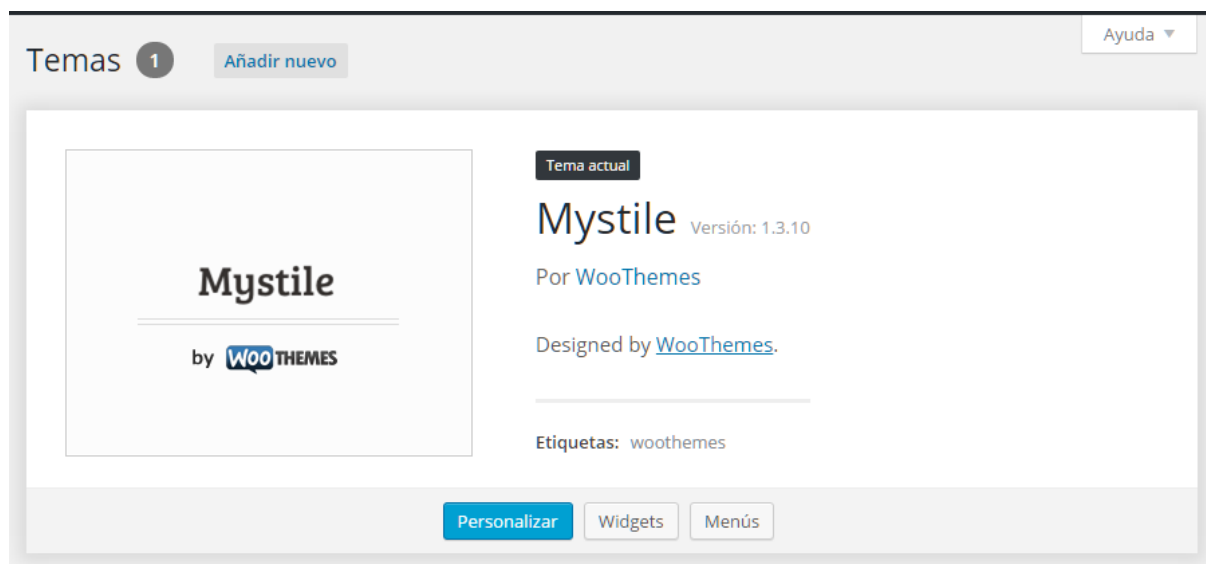 Temas 1 Añadir nuevo
Ayuda
Mystile
by WOOTHEMES
Tema actual
Mystile Versión: 1.3.10
Por WooThemes
Designed by WooThemes.
Etiquetas: woothemes
Personalizar Widgets Menús